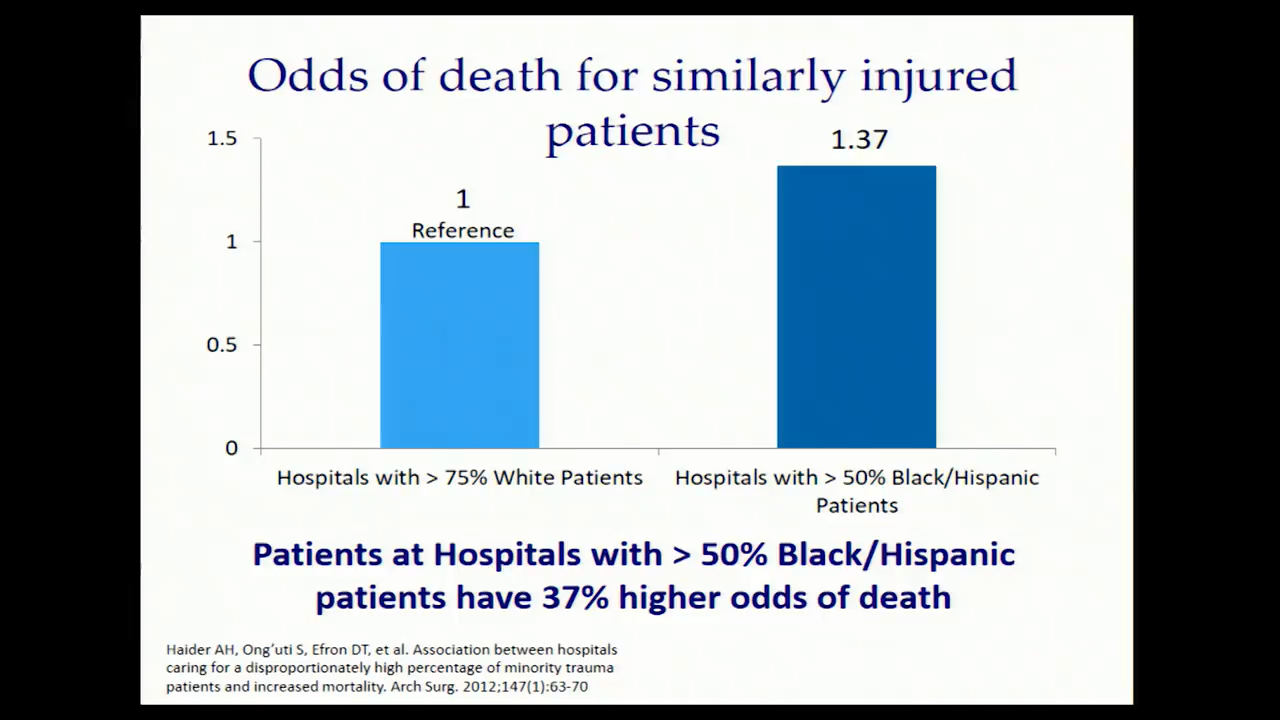 Odds of death for similarly injured
patients
1.5
1
0.5
0
1
Reference
1.37
Hospitals with > 75% White Patients
Hospitals with > 50% Black/Hispanic
Patients
Patients at Hospitals with > 50% Black/Hispanic
patients have 37% higher odds of death
Haider AH, Ong’uti S, Efron DT, et al. Association between hospitals
caring for a disproportionately high percentage of minority trauma
patients and increased mortality. Arch Surg. 2012;147(1):63-70